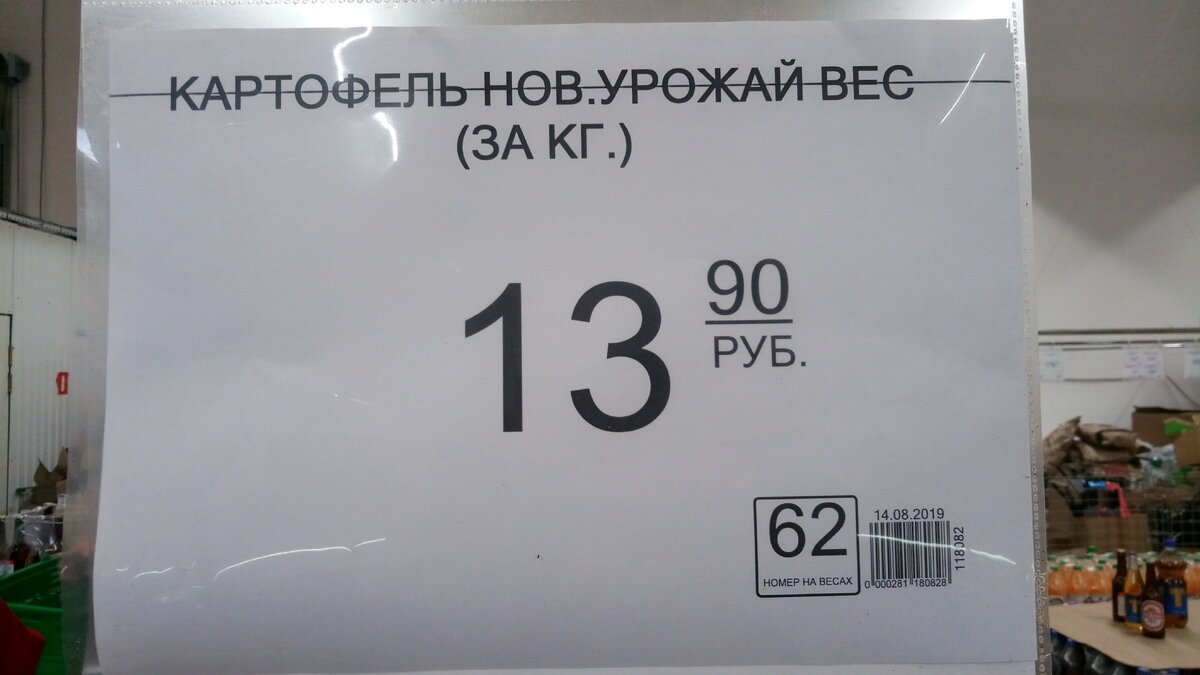 КАРТОФЕЛЬ НОВ.УРОЖАЙ ВЕС
(ЗА КГ.)
13 90
РУБ.
62
НОМЕР НА ВЕСАХ
14.08.2019
0 000281 180828
118082